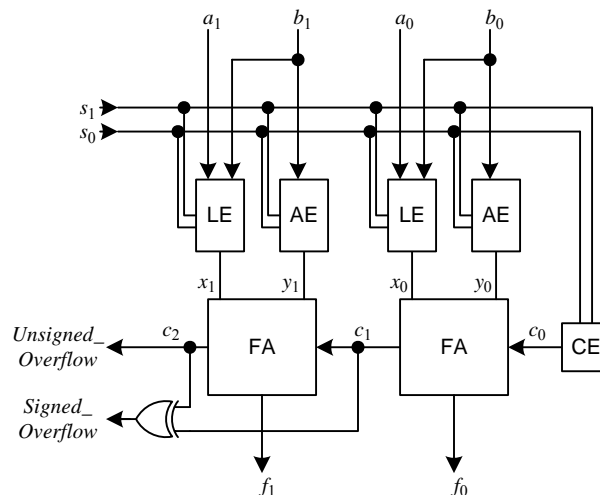 a₁ b₁ a₀ b₀
s₁
s₀
LE AE LE AE
x₁ y₁ x₀ y₀
Unsigned_
Overflow
c₂ FA c₁ FA c₀ CE
Signed_
Overflow
f₁ f₀